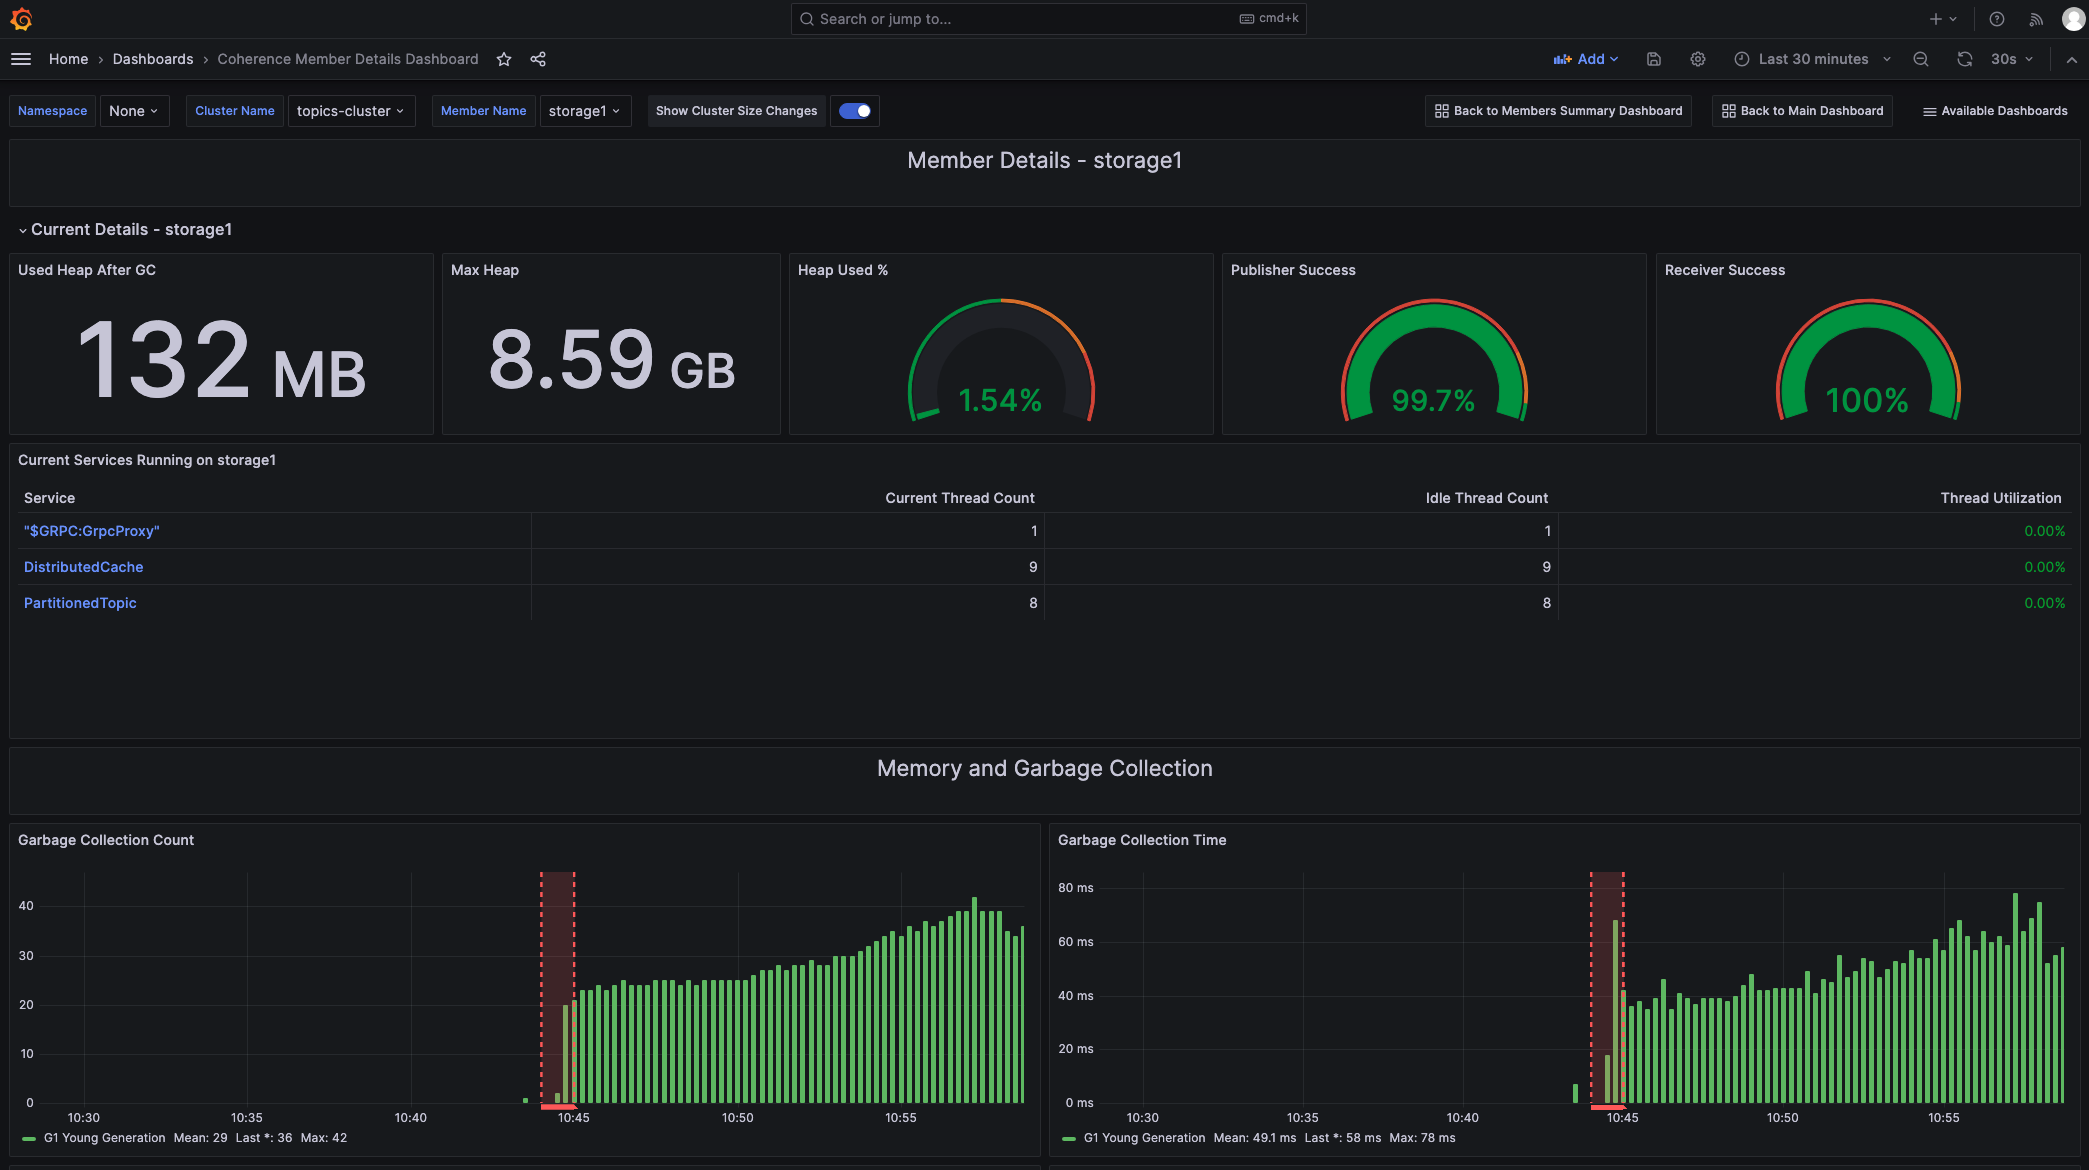 Search or jump to... cmd+k
Home › Dashboards › Coherence Member Details Dashboard Add Last 30 minutes 30s
Namespace None Cluster Name topics-cluster Member Name storage1 Show Cluster Size Changes Back to Members Summary Dashboard Back to Main Dashboard Available Dashboards
Member Details - storage1
Current Details - storage1
Used Heap After GC
132 MB
Max Heap
8.59 GB
Heap Used %
1.54%
Publisher Success
99.7%
Receiver Success
100%
Current Services Running on storage1
Service Current Thread Count Idle Thread Count Thread Utilization
"$GRPC:GrpcProxy" 1 1 0.00%
DistributedCache 9 9 0.00%
PartitionedTopic 8 8 0.00%
Memory and Garbage Collection
Garbage Collection Count
40
30
20
10
0
10:30 10:35 10:40 10:45 10:50 10:55
G1 Young Generation Mean: 29 Last *: 36 Max: 42
Garbage Collection Time
80 ms
60 ms
40 ms
20 ms
0 ms
10:30 10:35 10:40 10:45 10:50 10:55
G1 Young Generation Mean: 49.1 ms Last *: 58 ms Max: 78 ms